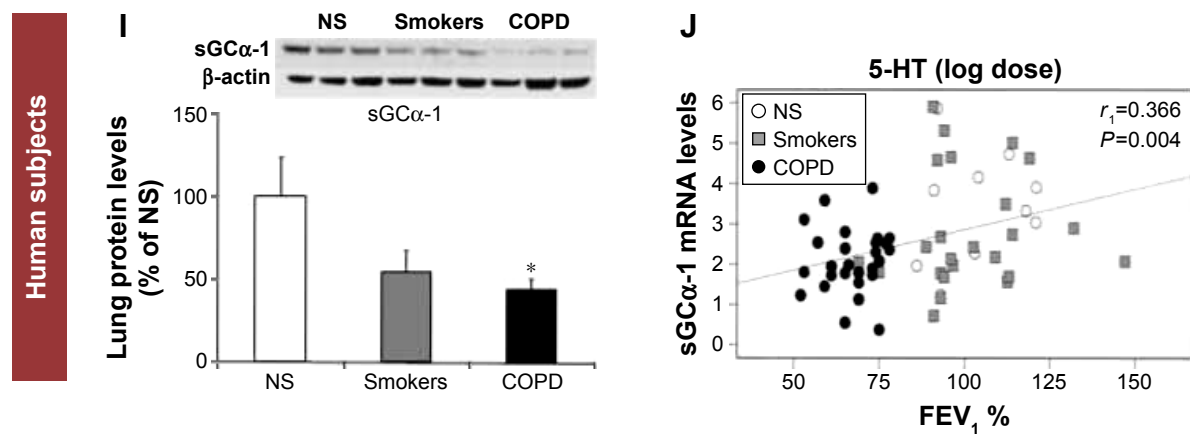 Human subjects
I
NS Smokers COPD
sGCα-1
β-actin
sGCα-1
Lung protein levels
(% of NS)
150
100
50
0
*
NS Smokers COPD
J
5-HT (log dose)
sGCα-1 mRNA levels
6
5
4
3
2
1
0
NS
Smokers
COPD
r₁=0.366
P=0.004
50 75 100 125 150
FEV₁ %